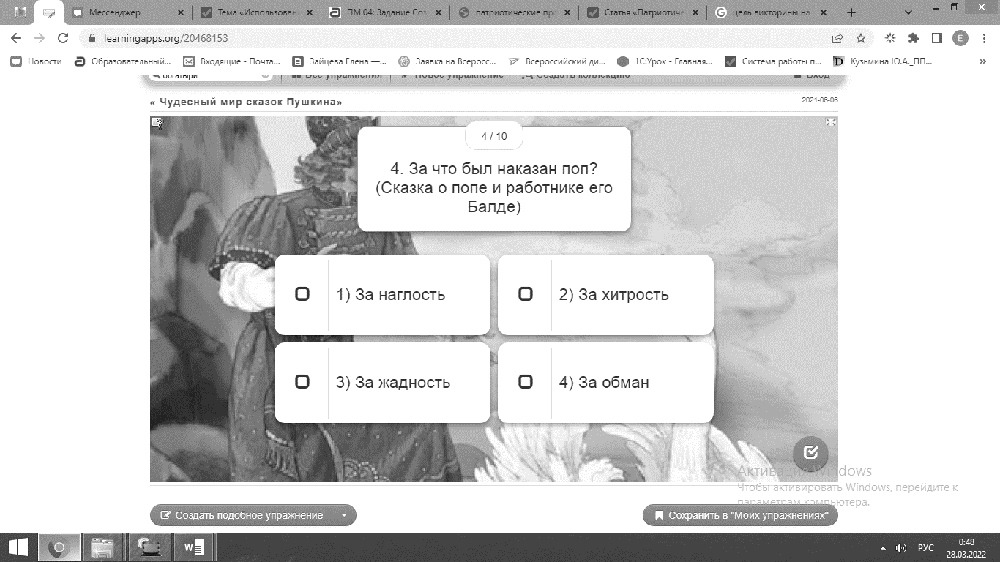 Мессенджер
Тема «Использован
ПМ.04: Задание Соз
патриотические про
Статья «Патриотиче
цель викторины на
learningapps.org/20468153
E
Новости
Образовательный...
Входящие - Почта...
Зайцева Елена —...
Заявка на Всеросс...
Всероссийский ди...
1С:Урок - Главная...
Система работы п...
Кузьмина Ю.А._ПП...
»
богатыри
Все упражнения
Новое упражнение
Создать коллекцию
Вход
« Чудесный мир сказок Пушкина»
2021-06-06
4 / 10
4. За что был наказан поп?
(Сказка о попе и работнике его
Балде)
1) За наглость
2) За хитрость
3) За жадность
4) За обман
Активация Windows
Чтобы активировать Windows, перейдите к
параметрам компьютера.
Создать подобное упражнение
Сохранить в "Моих упражнениях"
РУС
0:48
28.03.2022